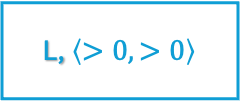 L, ⟨> 0, > 0⟩